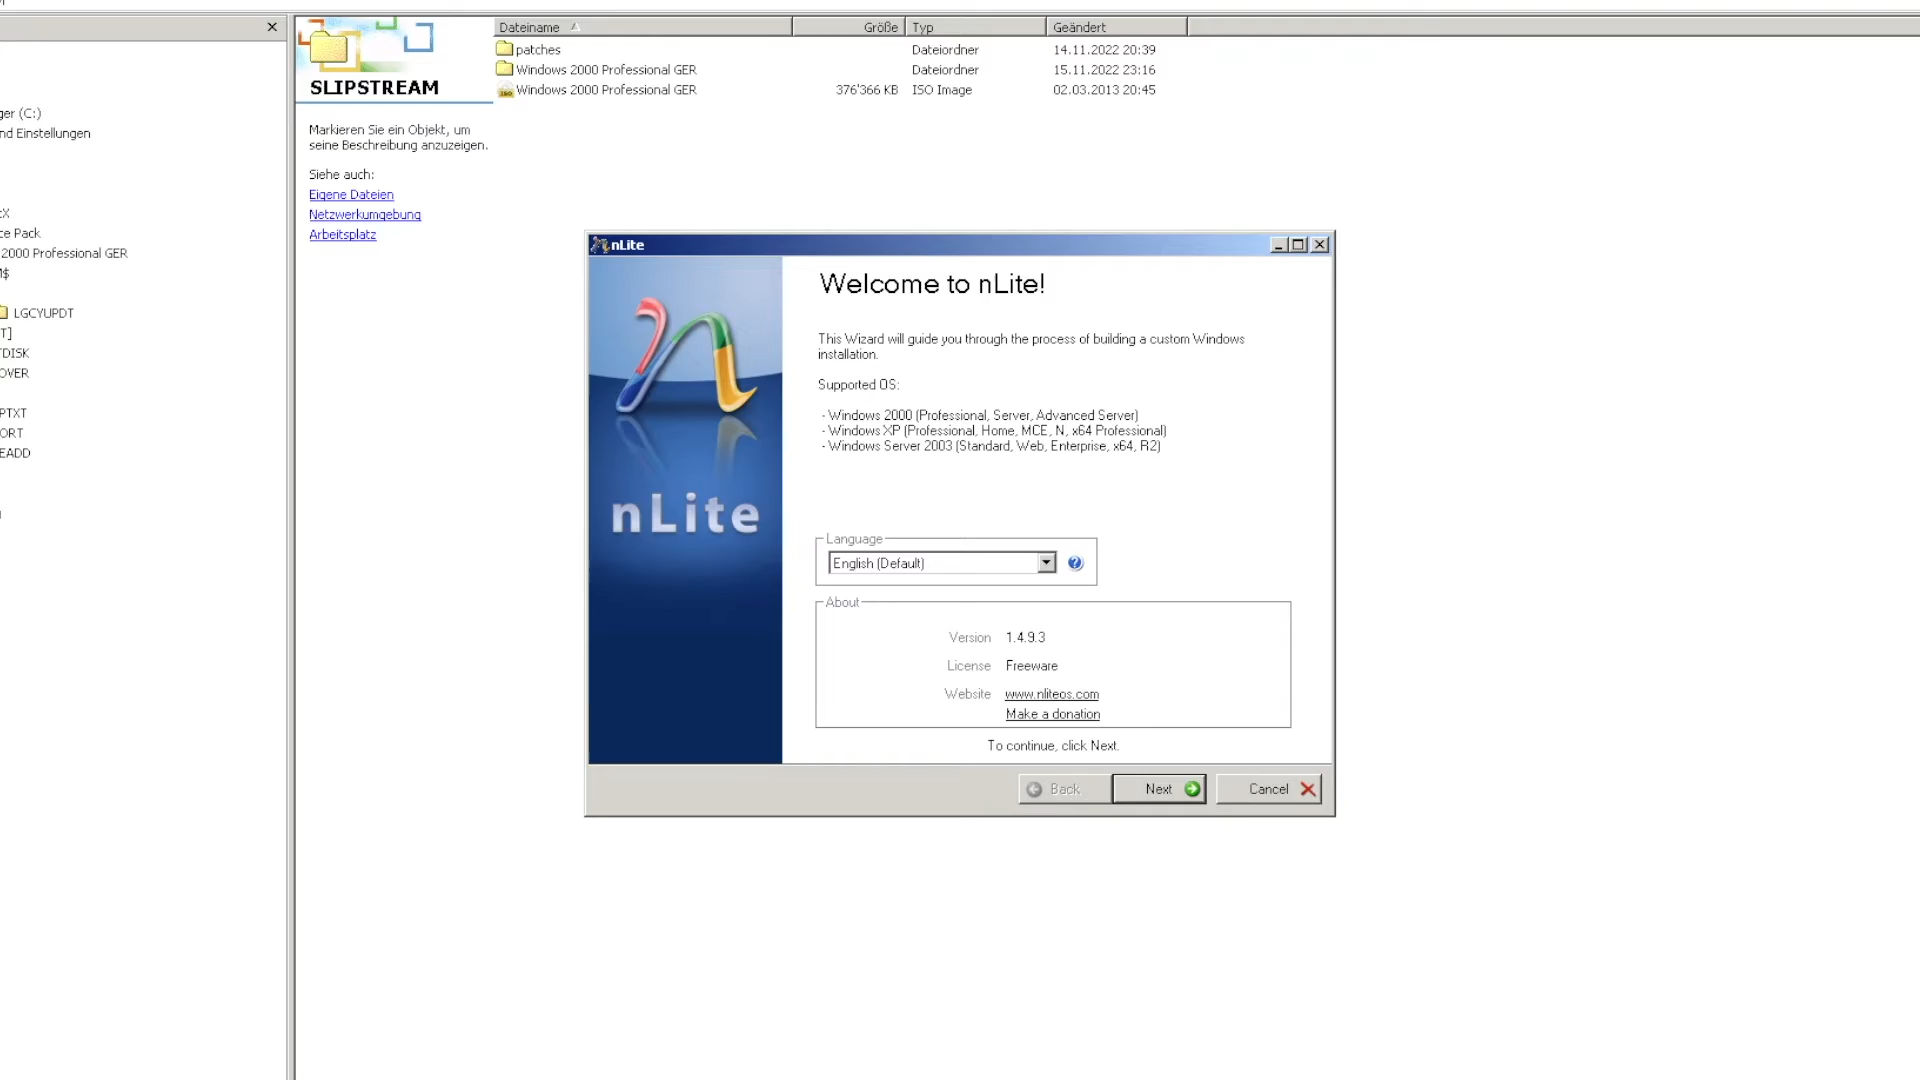 ger (C:)
nd Einstellungen
X
ce Pack
2000 Professional GER
$
LGCYUPDT
T]
TDISK
OVER
PTXT
ORT
EADD
SLIPSTREAM
Markieren Sie ein Objekt, um
seine Beschreibung anzuzeigen.
Siehe auch:
Eigene Dateien
Netzwerkumgebung
Arbeitsplatz
Dateiname Größe Typ Geändert
patches Dateiordner 14.11.2022 20:39
Windows 2000 Professional GER Dateiordner 15.11.2022 23:16
Windows 2000 Professional GER 376'366 KB ISO Image 02.03.2013 20:45
nLite
nLite
Welcome to nLite!
This Wizard will guide you through the process of building a custom Windows
installation.
Supported OS:
- Windows 2000 (Professional, Server, Advanced Server)
- Windows XP (Professional, Home, MCE, N, x64 Professional)
- Windows Server 2003 (Standard, Web, Enterprise, x64, R2)
Language
English (Default)
About
Version 1.4.9.3
License Freeware
Website www.nliteos.com
Make a donation
To continue, click Next.
Back Next Cancel